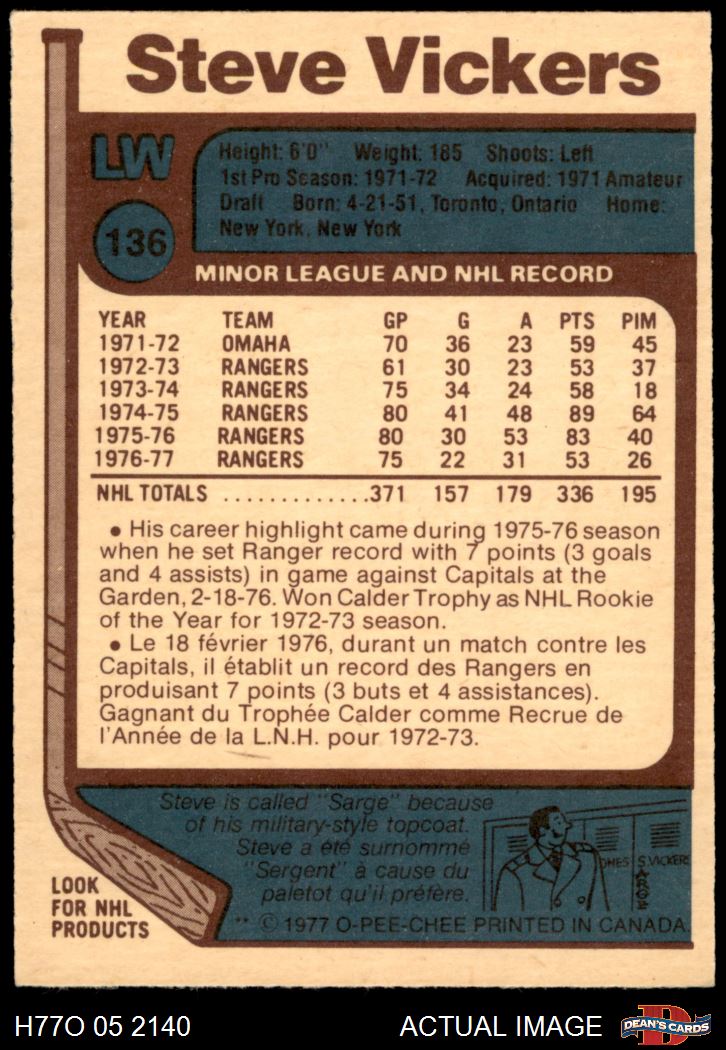 Steve Vickers
LW
Height: 6'0" Weight: 185 Shoots: Left
1st Pro Season: 1971-72 Acquired: 1971 Amateur
Draft Born: 4-21-51, Toronto, Ontario Home:
New York, New York
136
MINOR LEAGUE AND NHL RECORD
YEAR TEAM GP G A PTS PIM
1971-72 OMAHA 70 36 23 59 45
1972-73 RANGERS 61 30 23 53 37
1973-74 RANGERS 75 34 24 58 18
1974-75 RANGERS 80 41 48 89 64
1975-76 RANGERS 80 30 53 83 40
1976-77 RANGERS 75 22 31 53 26
NHL TOTALS .............371 157 179 336 195
• His career highlight came during 1975-76 season
when he set Ranger record with 7 points (3 goals
and 4 assists) in game against Capitals at the
Garden, 2-18-76. Won Calder Trophy as NHL Rookie
of the Year for 1972-73 season.
• Le 18 février 1976, durant un match contre les
Capitals, il établit un record des Rangers en
produisant 7 points (3 buts et 4 assistances).
Gagnant du Trophée Calder comme Recrue de
l'Année de la L.N.H. pour 1972-73.
Steve is called "Sarge" because
of his military-style topcoat.
Steve a été surnommé
"Sergent" à cause du
paletot qu'il préfère.
S.VICKERS
SARGE
LOOK
FOR NHL
PRODUCTS
** © 1977 O-PEE-CHEE PRINTED IN CANADA.
H77O 05 2140
ACTUAL IMAGE
D
DEAN'S CARDS